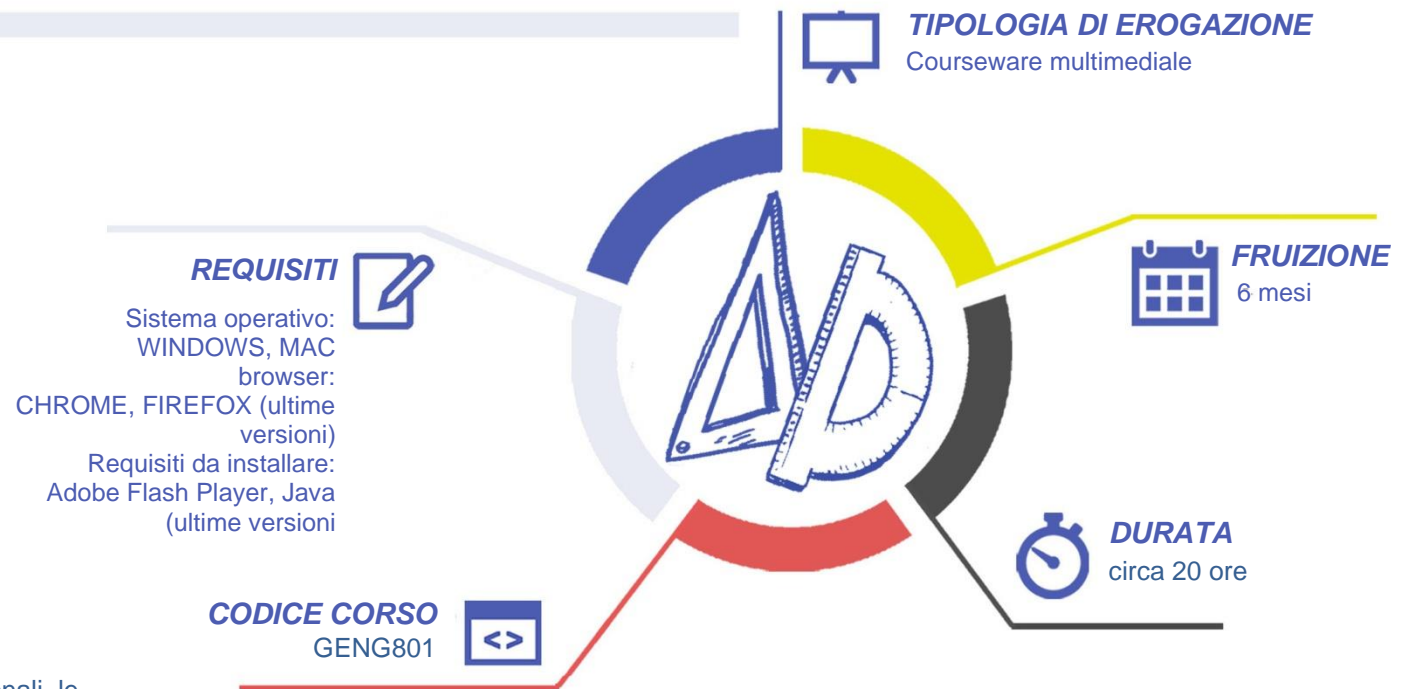 TIPOLOGIA DI EROGAZIONE
Courseware multimediale
REQUISITI
Sistema operativo:
WINDOWS, MAC
browser:
CHROME, FIREFOX (ultime
versioni)
Requisiti da installare:
Adobe Flash Player, Java
(ultime versioni
FRUIZIONE
6 mesi
DURATA
circa 20 ore
CODICE CORSO
GENG801
<>